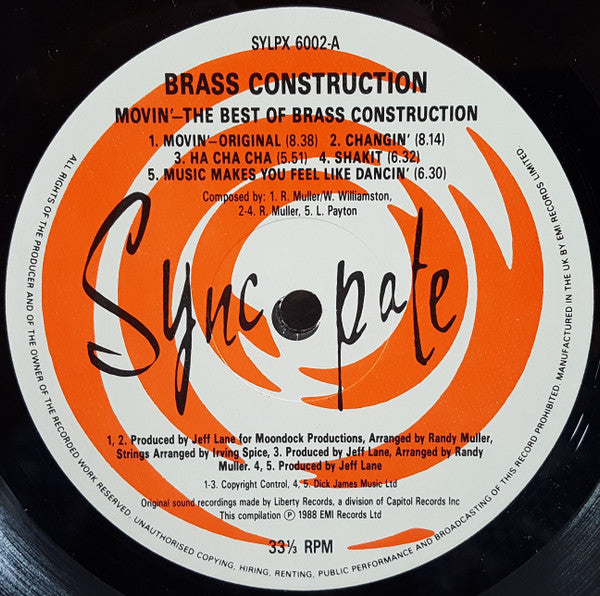 SYLPX 6002-A
BRASS CONSTRUCTION
MOVIN'–THE BEST OF BRASS CONSTRUCTION
1. MOVIN'–ORIGINAL (8.38) 2. CHANGIN' (8.14)
3. HA CHA CHA (5.51) 4. SHAKIT (6.32)
5. MUSIC MAKES YOU FEEL LIKE DANCIN' (6.30)
Composed by: 1. R. Muller/W. Williamston,
2-4. R. Muller, 5. L. Payton
Syncopate
1, 2. Produced by Jeff Lane for Moondock Productions, Arranged by Randy Muller,
Strings Arranged by Irving Spice, 3. Produced by Jeff Lane, Arranged by Randy
Muller. 4, 5. Produced by Jeff Lane
1-3. Copyright Control, 4, 5. Dick James Music Ltd
Original sound recordings made by Liberty Records, a division of Capitol Records Inc
This compilation ℗ 1988 EMI Records Ltd
33⅓ RPM
ALL RIGHTS OF THE PRODUCER AND OF THE OWNER OF THE RECORDED WORK RESERVED. UNAUTHORISED COPYING, HIRING, RENTING, PUBLIC PERFORMANCE AND BROADCASTING OF THIS RECORD PROHIBITED. MANUFACTURED IN THE UK BY EMI RECORDS LIMITED